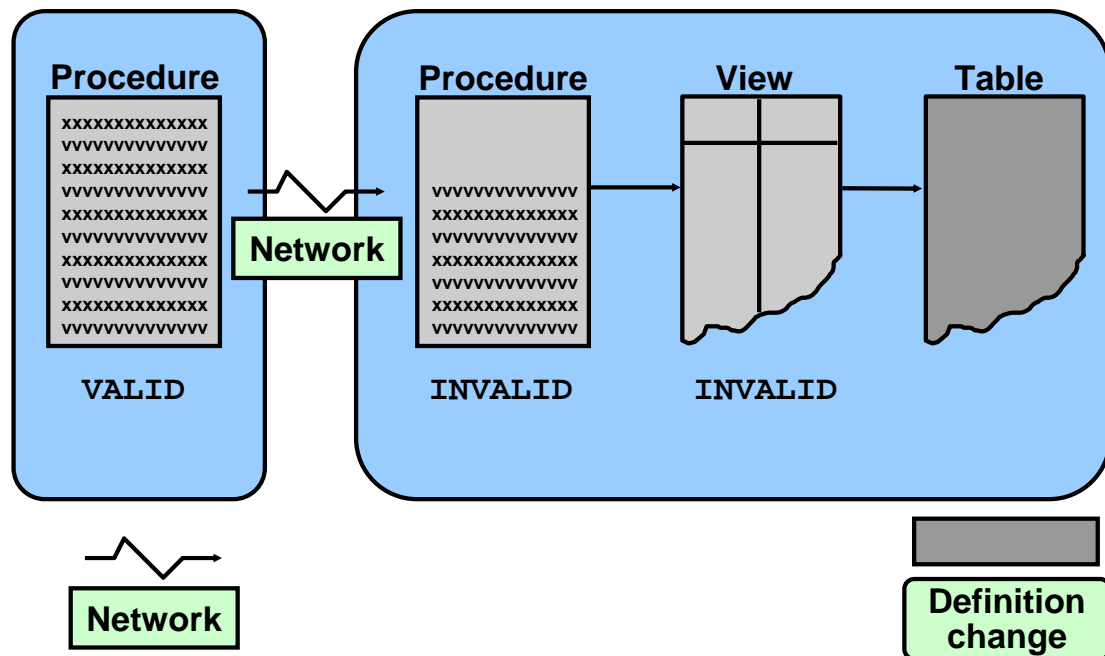 Procedure
xxxxxxxxxxxxxx
vvvvvvvvvvvvvv
xxxxxxxxxxxxxx
vvvvvvvvvvvvvv
xxxxxxxxxxxxxx
vvvvvvvvvvvvvv
xxxxxxxxxxxxxx
vvvvvvvvvvvvvv
xxxxxxxxxxxxxx
vvvvvvvvvvvvvv
VALID
Network
Procedure
vvvvvvvvvvvvvv
xxxxxxxxxxxxxx
vvvvvvvvvvvvvv
xxxxxxxxxxxxxx
vvvvvvvvvvvvvv
xxxxxxxxxxxxxx
vvvvvvvvvvvvvv
INVALID
View
INVALID
Table
Network
Definition
change